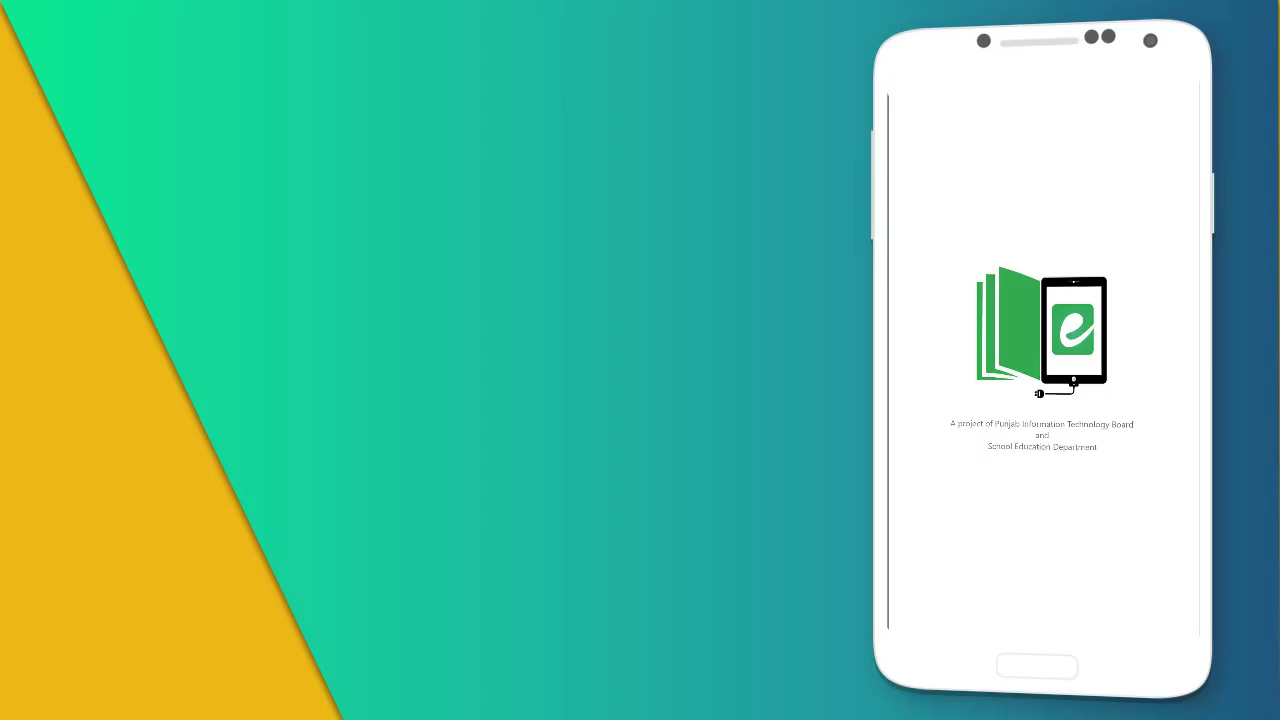 e
A project of Punjab Information Technology Board
and
School Education Department